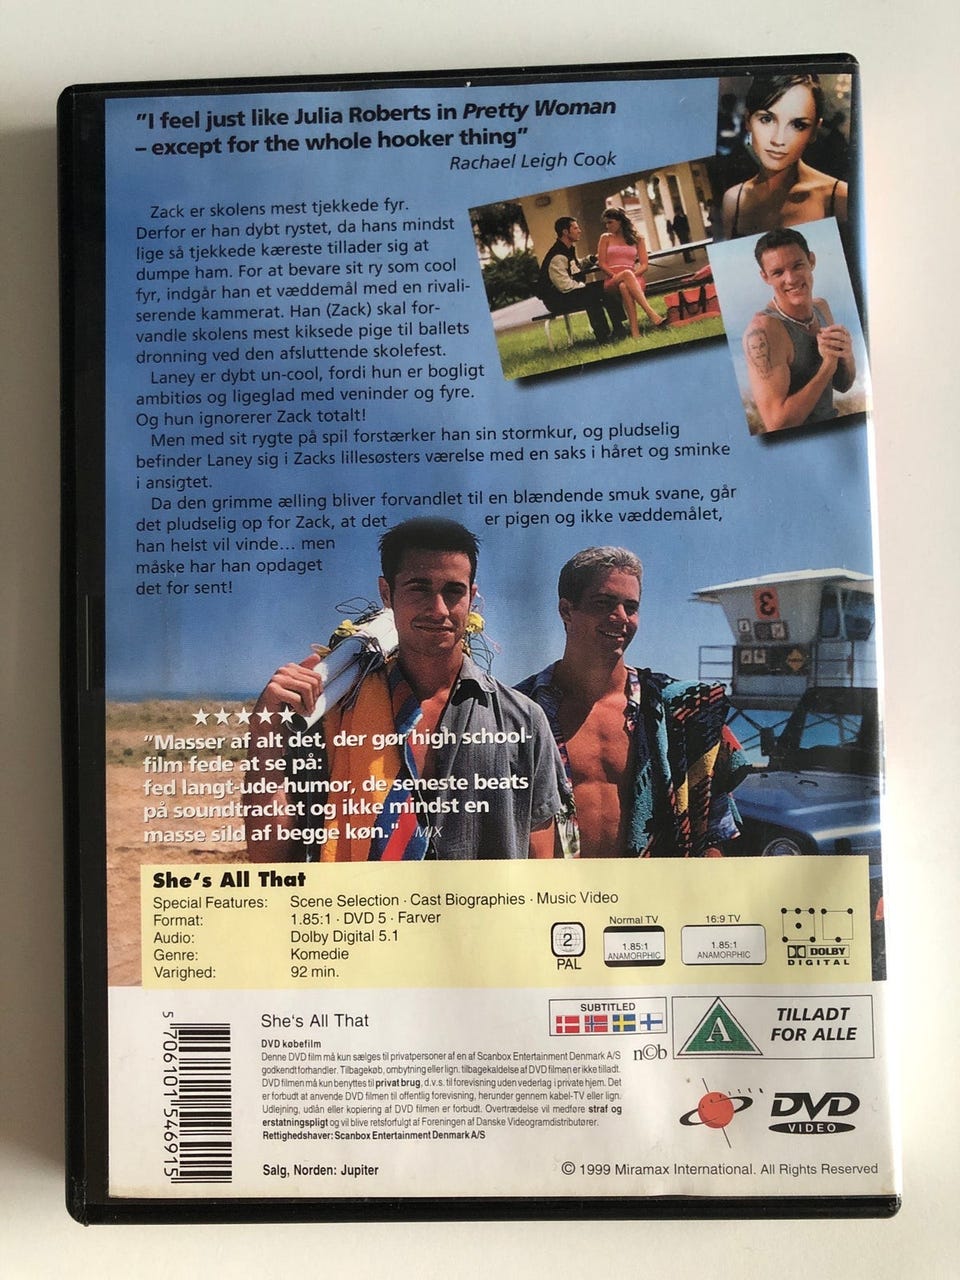 "I feel just like Julia Roberts in Pretty Woman
– except for the whole hooker thing"
Rachael Leigh Cook
Zack er skolens mest tjekkede fyr.
Derfor er han dybt rystet, da hans mindst
lige så tjekkede kæreste tillader sig at
dumpe ham. For at bevare sit ry som cool
fyr, indgår han et væddemål med en rivali-
serende kammerat. Han (Zack) skal for-
vandle skolens mest kiksede pige til ballets
dronning ved den afsluttende skolefest.
Laney er dybt un-cool, fordi hun er bogligt
ambitiøs og ligeglad med veninder og fyre.
Og hun ignorerer Zack totalt!
Men med sit rygte på spil forstærker han sin stormkur, og pludselig
befinder Laney sig i Zacks lillesøsters værelse med en saks i håret og sminke
i ansigtet.
Da den grimme ælling bliver forvandlet til en blændende smuk svane, går
det pludselig op for Zack, at det er pigen og ikke væddemålet,
han helst vil vinde... men
måske har han opdaget
det for sent!
3
"Masser af alt det, der gør high school-
film fede at se på:
fed langt-ude-humor, de seneste beats
på soundtracket og ikke mindst en
masse sild af begge køn." MIX
She's All That
Special Features: Scene Selection · Cast Biographies · Music Video
Format: 1.85:1 · DVD 5 · Farver
Audio: Dolby Digital 5.1
Genre: Komedie
Varighed: 92 min.
2
PAL
Normal TV
1.85:1
ANAMORPHIC
16:9 TV
1.85:1
ANAMORPHIC
DOLBY
DIGITAL
5 706101 546915
She's All That
DVD købefilm
Denne DVD film må kun sælges til privatpersoner af en af Scanbox Entertainment Denmark A/S
godkendt forhandler. Tilbagekøb, ombytning eller lign. tilbagekaldelse af DVD filmen er ikke tilladt.
DVD filmen må kun benyttes til privat brug, d.v.s. til forevisning uden vederlag i private hjem. Det
er forbudt at anvende DVD filmen til offentlig forevisning, herunder gennem kabel-TV eller lign.
Udlejning, udlån eller kopiering af DVD filmen er forbudt. Overtrædelse vil medføre straf og
erstatningspligt og vil blive retsforfulgt af Foreningen af Danske Videogramdistributører.
Rettighedshaver: Scanbox Entertainment Denmark A/S
Salg, Norden: Jupiter
SUBTITLED
n©b
A
TILLADT
FOR ALLE
DVD
VIDEO
© 1999 Miramax International. All Rights Reserved